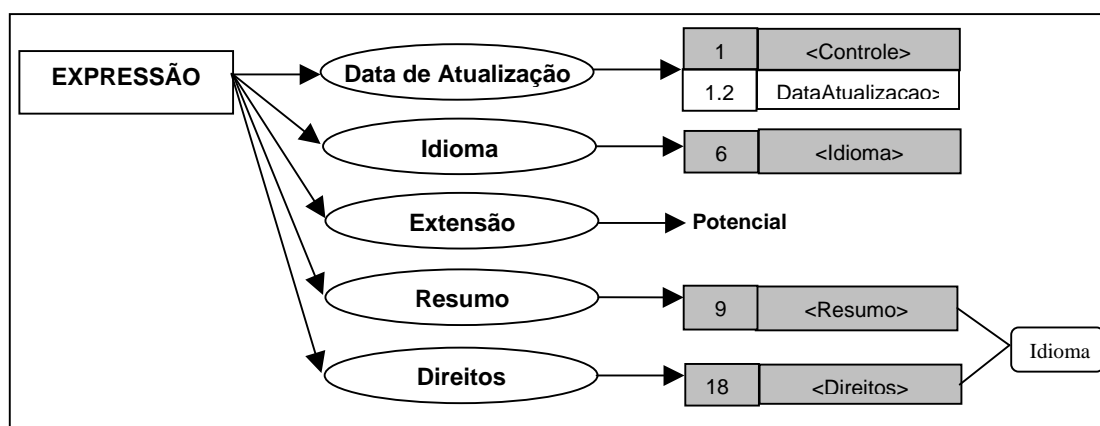 EXPRESSÃO
Data de Atualização
1 <Controle>
1.2 DataAtualizacao>
Idioma
6 <Idioma>
Extensão
Potencial
Resumo
9 <Resumo>
Idioma
Direitos
18 <Direitos>